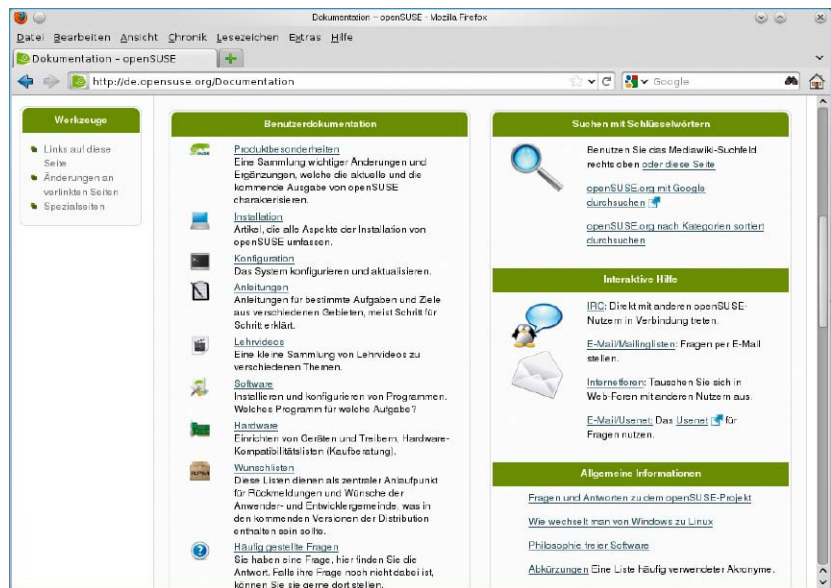 Dokumentation – openSUSE - Mozilla Firefox
Datei Bearbeiten Ansicht Chronik Lesezeichen Extras Hilfe
Dokumentation – openSUSE
http://de.opensuse.org/Documentation
Google
Werkzeuge
Links auf diese
Seite
Änderungen an
verlinkten Seiten
Spezialseiten
Benutzerdokumentation
Produktbesonderheiten
Eine Sammlung wichtiger Änderungen und
Ergänzungen, welche die aktuelle und die
kommende Ausgabe von openSUSE
charakterisieren.
Installation
Artikel, die alle Aspekte der Installation von
openSUSE umfassen.
Konfiguration
Das System konfigurieren und aktualisieren.
Anleitungen
Anleitungen für bestimmte Aufgaben und Ziele
aus verschiedenen Gebieten, meist Schritt für
Schritt erklärt.
Lehrvideos
Eine kleine Sammlung von Lehrvideos zu
verschiedenen Themen.
Software
Installieren und konfigurieren von Programmen.
Welches Programm für welche Aufgabe?
Hardware
Einrichten von Geräten und Treibern, Hardware-
Kompatibilitätslisten (Kaufberatung).
RPM
Wunschlisten
Diese Listen dienen als zentraler Anlaufpunkt
für Rückmeldungen und Wünsche der
Anwender- und Entwicklergemeinde, was in
den kommenden Versionen der Distribution
enthalten sein sollte.
Häufig gestellte Fragen
Sie haben eine Frage, hier finden Sie die
Antwort. Falls ihre Frage noch nicht dabei ist,
können Sie sie gerne dort stellen.
Suchen mit Schlüsselwörtern
Benutzen Sie das Mediawiki-Suchfeld
rechts oben oder diese Seite
openSUSE.org mit Google
durchsuchen
openSUSE.org nach Kategorien sortiert
durchsuchen
Interaktive Hilfe
IRC: Direkt mit anderen openSUSE-
Nutzern in Verbindung treten.
E-Mail/Mailinglisten: Fragen per E-Mail
stellen.
Internetforen: Tauschen Sie sich in
Web-Foren mit anderen Nutzern aus.
E-Mail/Usenet: Das Usenet für
Fragen nutzen.
Allgemeine Informationen
Fragen und Antworten zu dem openSUSE-Projekt
Wie wechselt man von Windows zu Linux
Philosophie freier Software
Abkürzungen Eine Liste häufig verwendeter Akronyme.